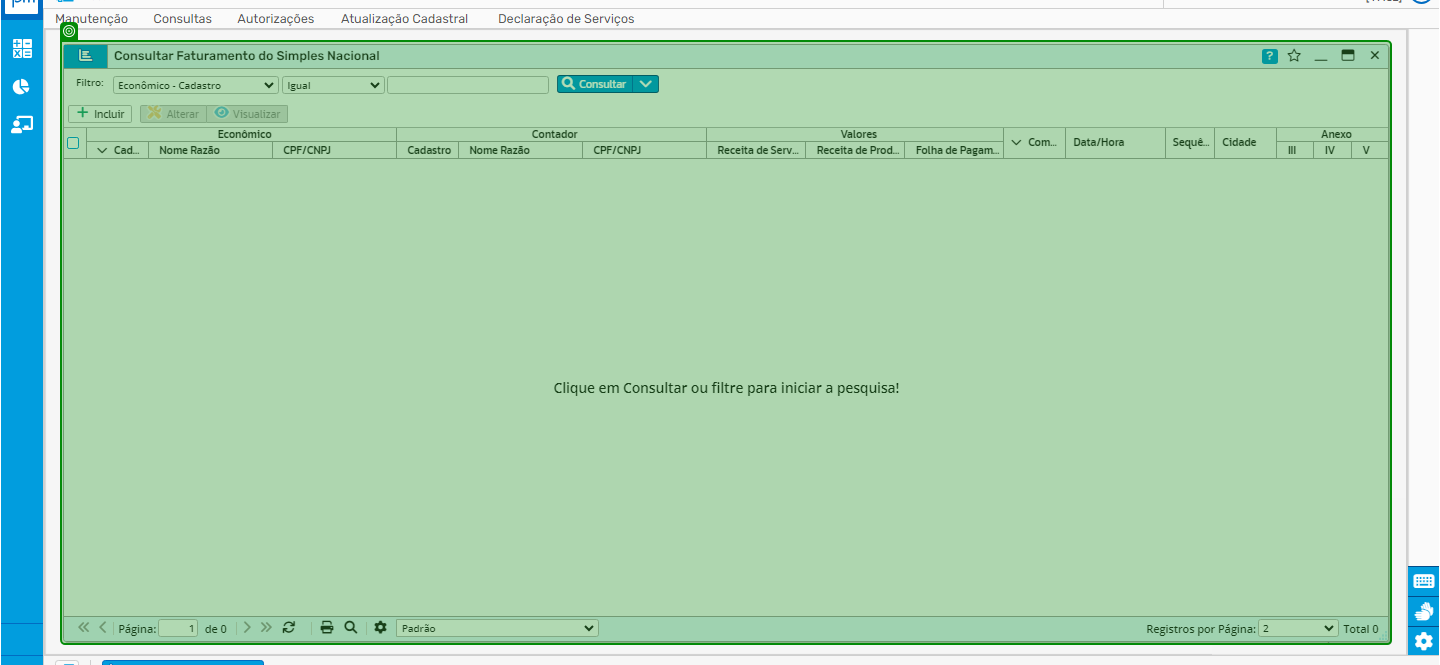 Manutenção Consultas Autorizações Atualização Cadastral Declaração de Serviços
Consultar Faturamento do Simples Nacional
Filtro: Econômico - Cadastro Igual Consultar
Incluir Alterar Visualizar
Econômico Contador Valores Anexo
Cad... Nome Razão CPF/CNPJ Cadastro Nome Razão CPF/CNPJ Receita de Serv... Receita de Prod... Folha de Pagam... Com... Data/Hora Sequê... Cidade III IV V
Clique em Consultar ou filtre para iniciar a pesquisa!
Página: 1 de 0 Padrão Registros por Página: 2 Total 0